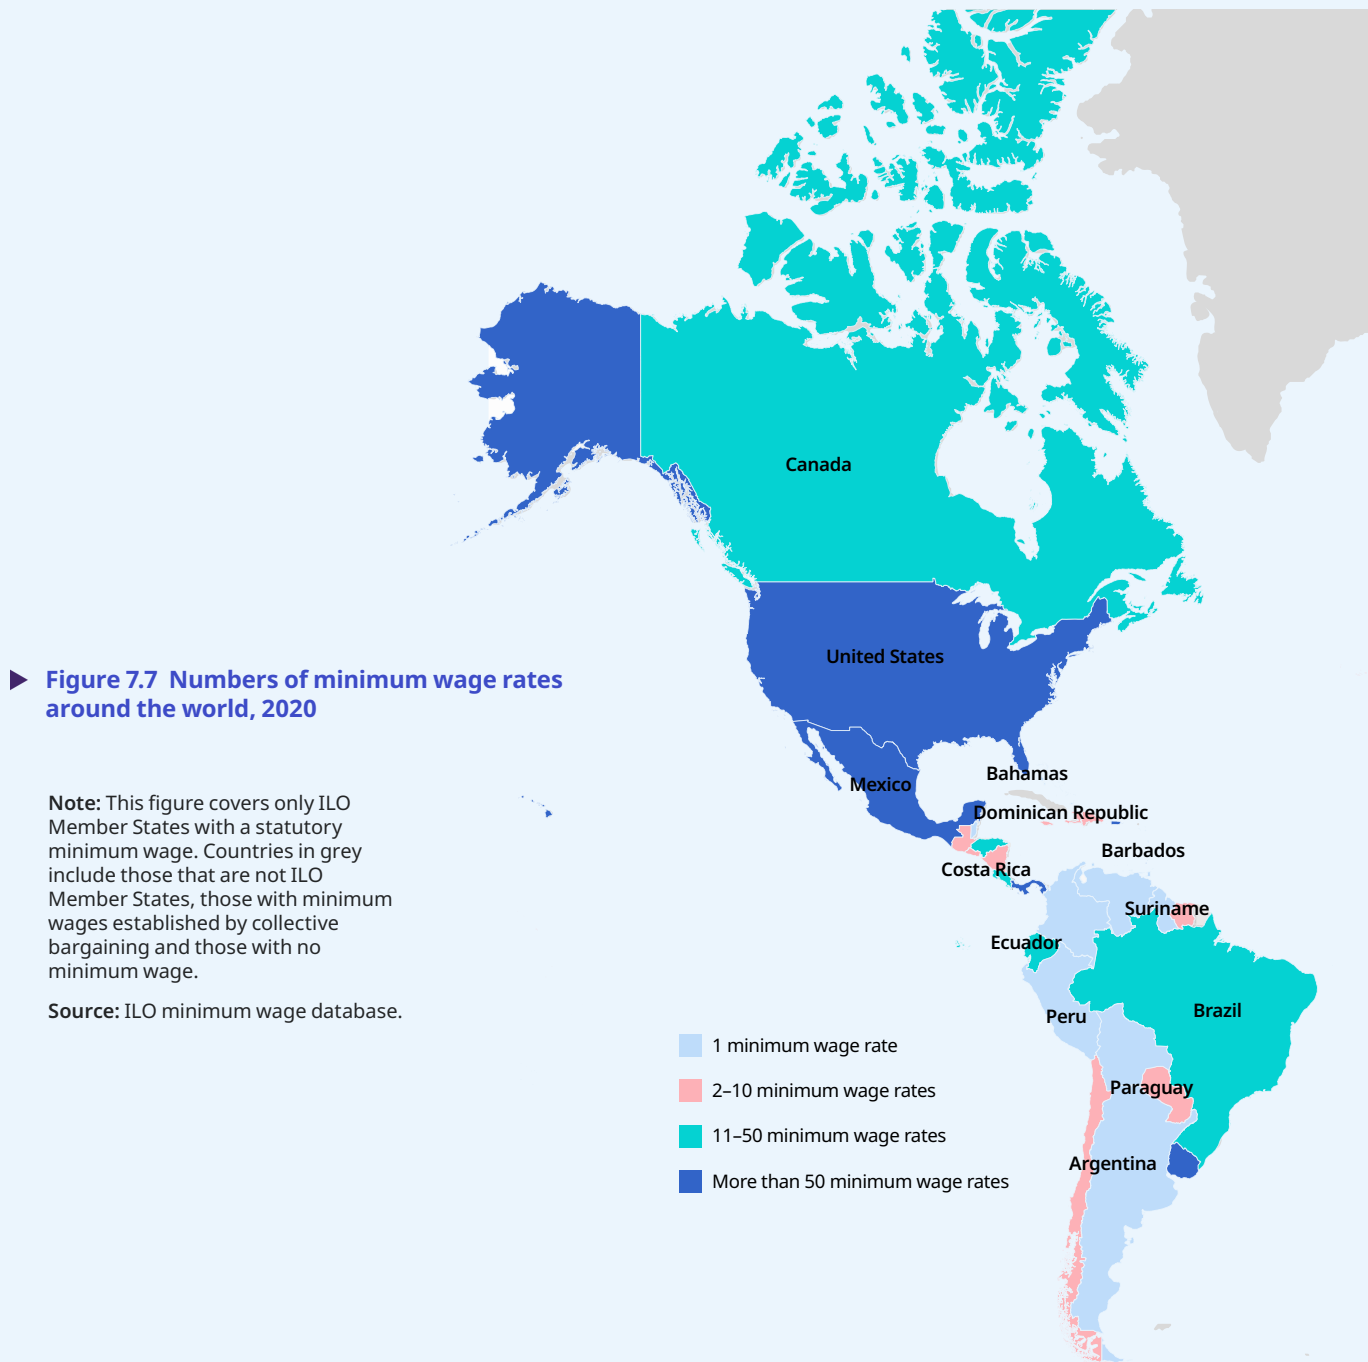 Canada
United States
Figure 7.7 Numbers of minimum wage rates
around the world, 2020
Bahamas
Mexico
Note: This figure covers only ILO
Member States with a statutory
minimum wage. Countries in grey
include those that are not ILO
Member States, those with minimum
wages established by collective
bargaining and those with no
minimum wage.
Dominican Republic
Barbados
Costa Rica
Suriname
Ecuador
Source: ILO minimum wage database.
Brazil
Peru
1 minimum wage rate
2–10 minimum wage rates
11–50 minimum wage rates
More than 50 minimum wage rates
Paraguay
Argentina